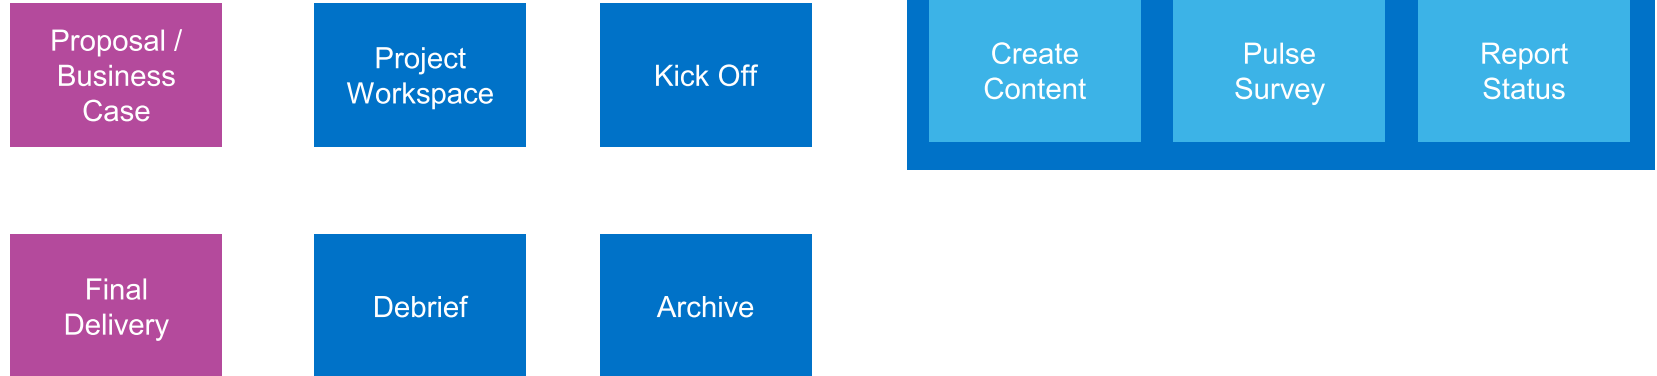 Proposal /
Business
Case
Project
Workspace
Kick Off
Create
Content
Pulse
Survey
Report
Status
Final
Delivery
Debrief
Archive